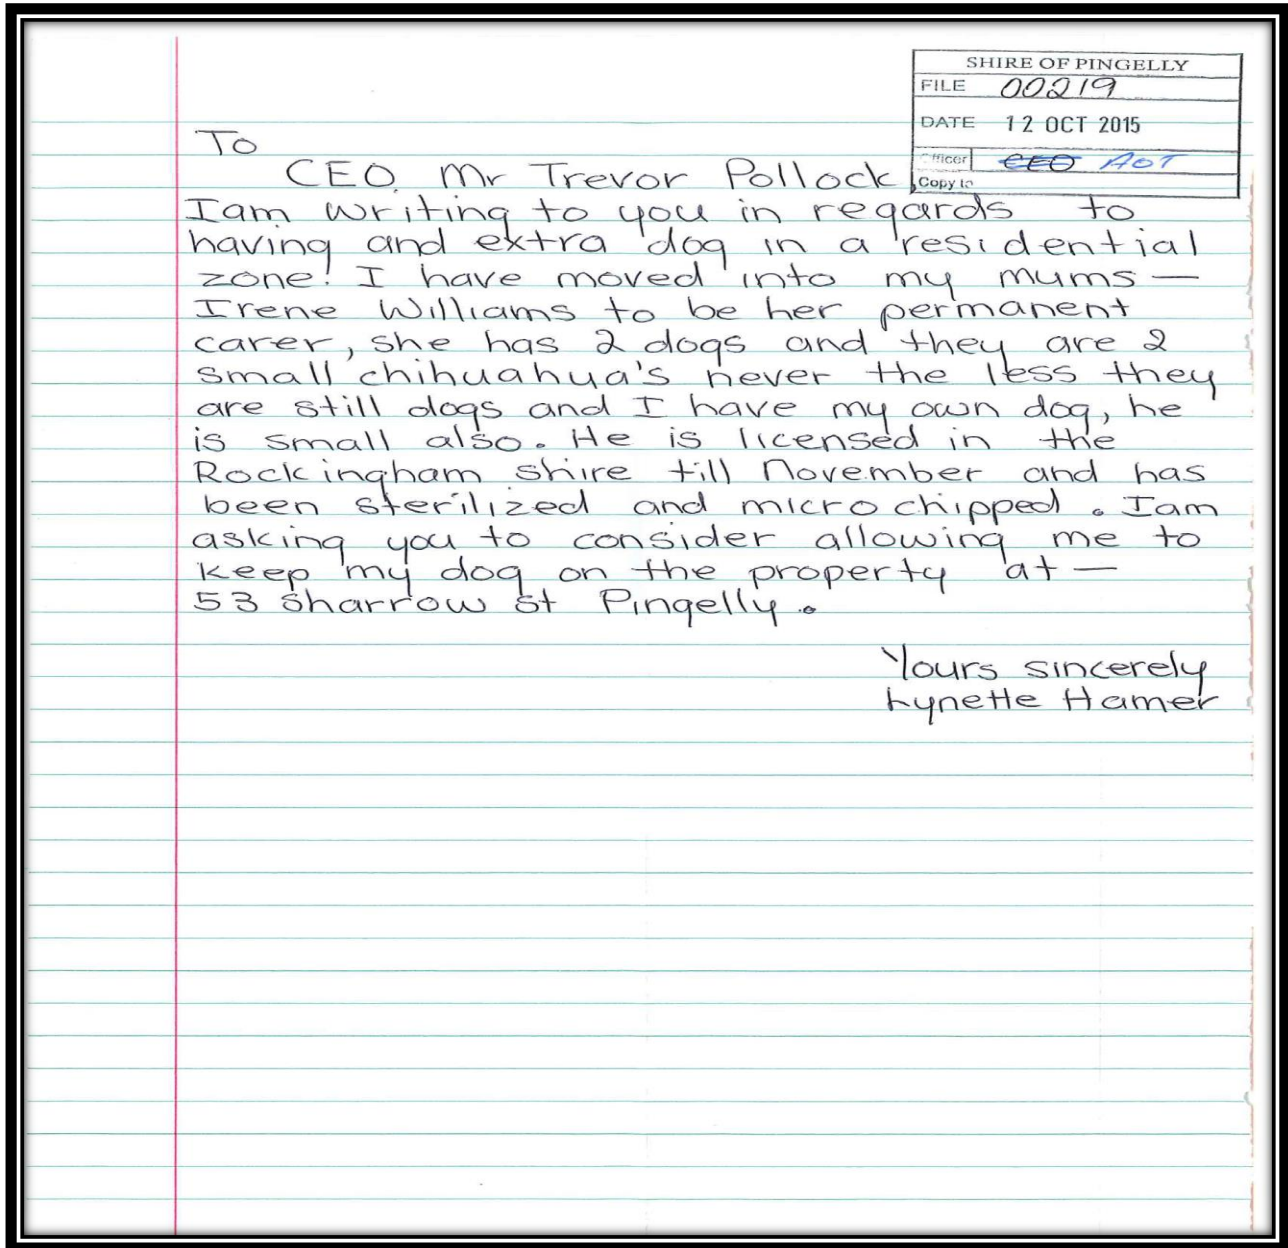 SHIRE OF PINGELLY
FILE 00219
DATE 12 OCT 2015
Officer CEO AOT
Copy to
To
CEO, Mr Trevor Pollock,
Iam writing to you in regards to
having and extra dog in a residential
zone! I have moved into my mums —
Irene Williams to be her permanent
carer, she has 2 dogs and they are 2
small chihuahua's never the less they
are still dogs and I have my own dog, he
is small also. He is licensed in the
Rockingham shire till November and has
been sterilized and micro chipped. Iam
asking you to consider allowing me to
keep my dog on the property at —
53 Sharrow St Pingelly.
Yours sincerely
Lynette Hamer